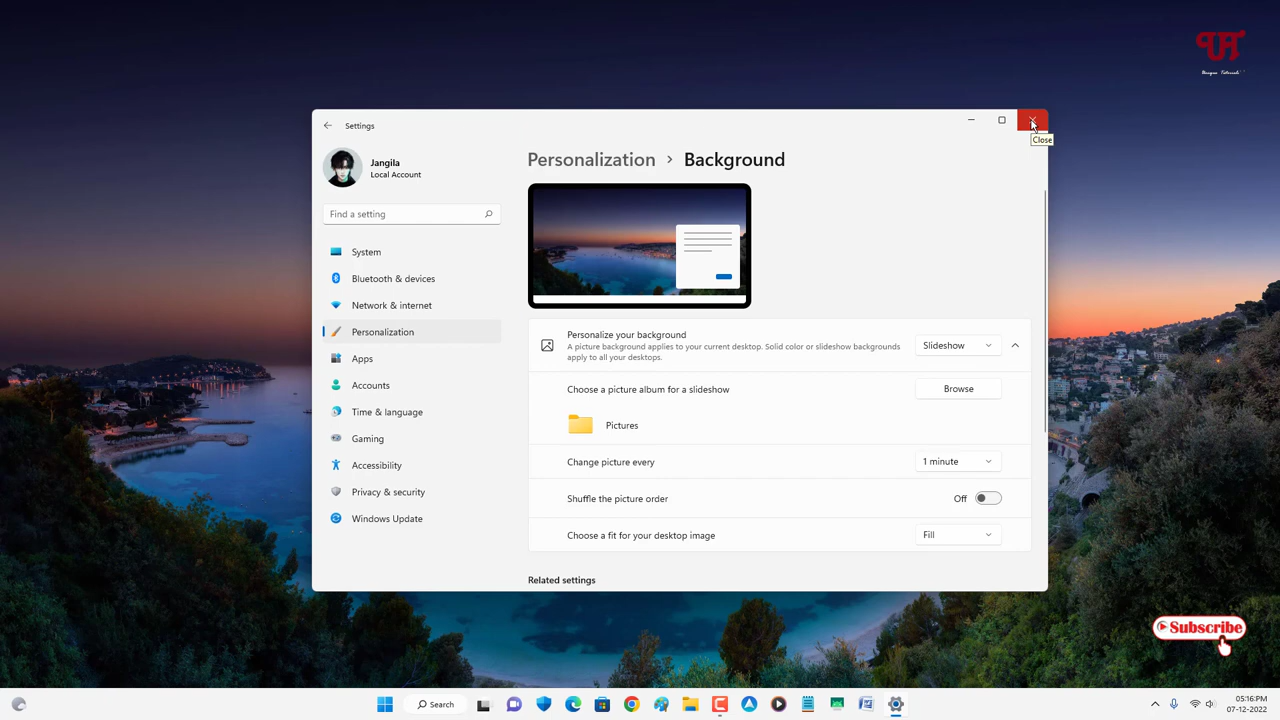 UT
Unique Tutorials
Settings
Close
Jangila
Local Account
Personalization > Background
Find a setting
System
Bluetooth & devices
Network & internet
Personalization
Apps
Accounts
Time & language
Gaming
Accessibility
Privacy & security
Windows Update
Personalize your background
A picture background applies to your current desktop. Solid color or slideshow backgrounds
apply to all your desktops.
Slideshow
Choose a picture album for a slideshow
Browse
Pictures
Change picture every
1 minute
Shuffle the picture order
Off
Choose a fit for your desktop image
Fill
Related settings
Subscribe
Search
05:16:PM
07-12-2022